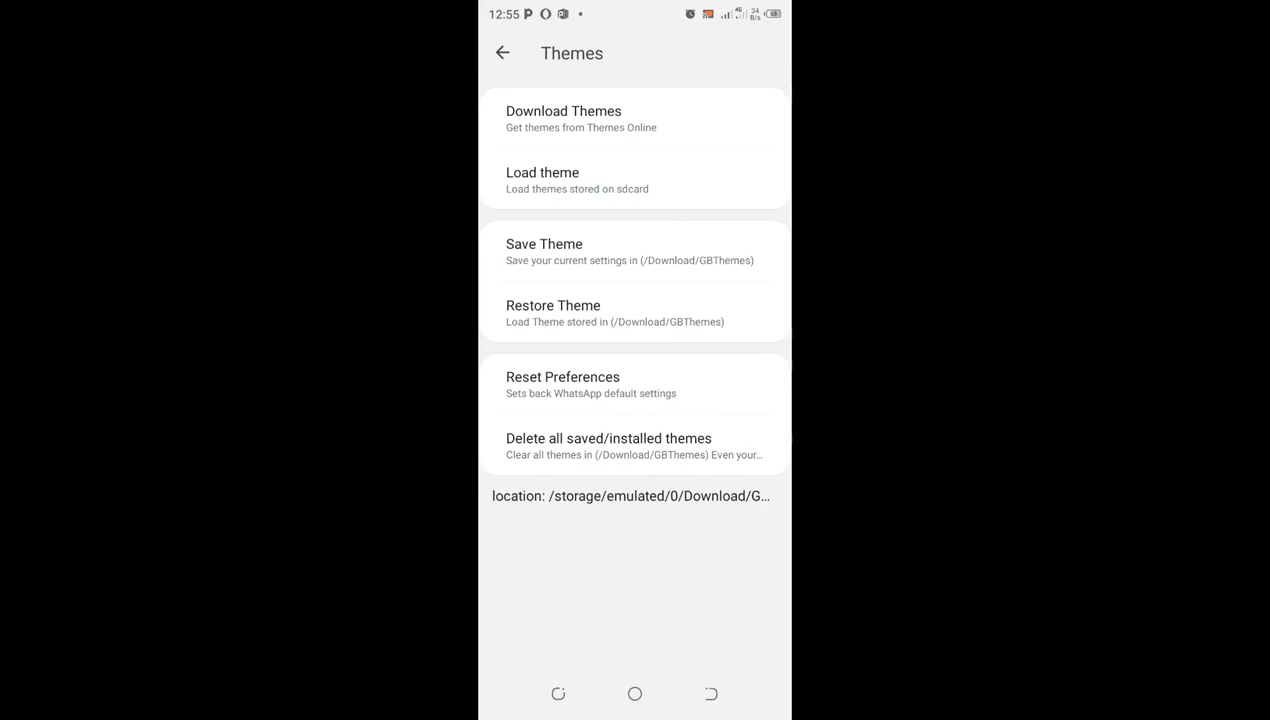 12:55
4G
34
B/s
68
Themes
Download Themes
Get themes from Themes Online
Load theme
Load themes stored on sdcard
Save Theme
Save your current settings in (/Download/GBThemes)
Restore Theme
Load Theme stored in (/Download/GBThemes)
Reset Preferences
Sets back WhatsApp default settings
Delete all saved/installed themes
Clear all themes in (/Download/GBThemes) Even your...
location: /storage/emulated/0/Download/G...